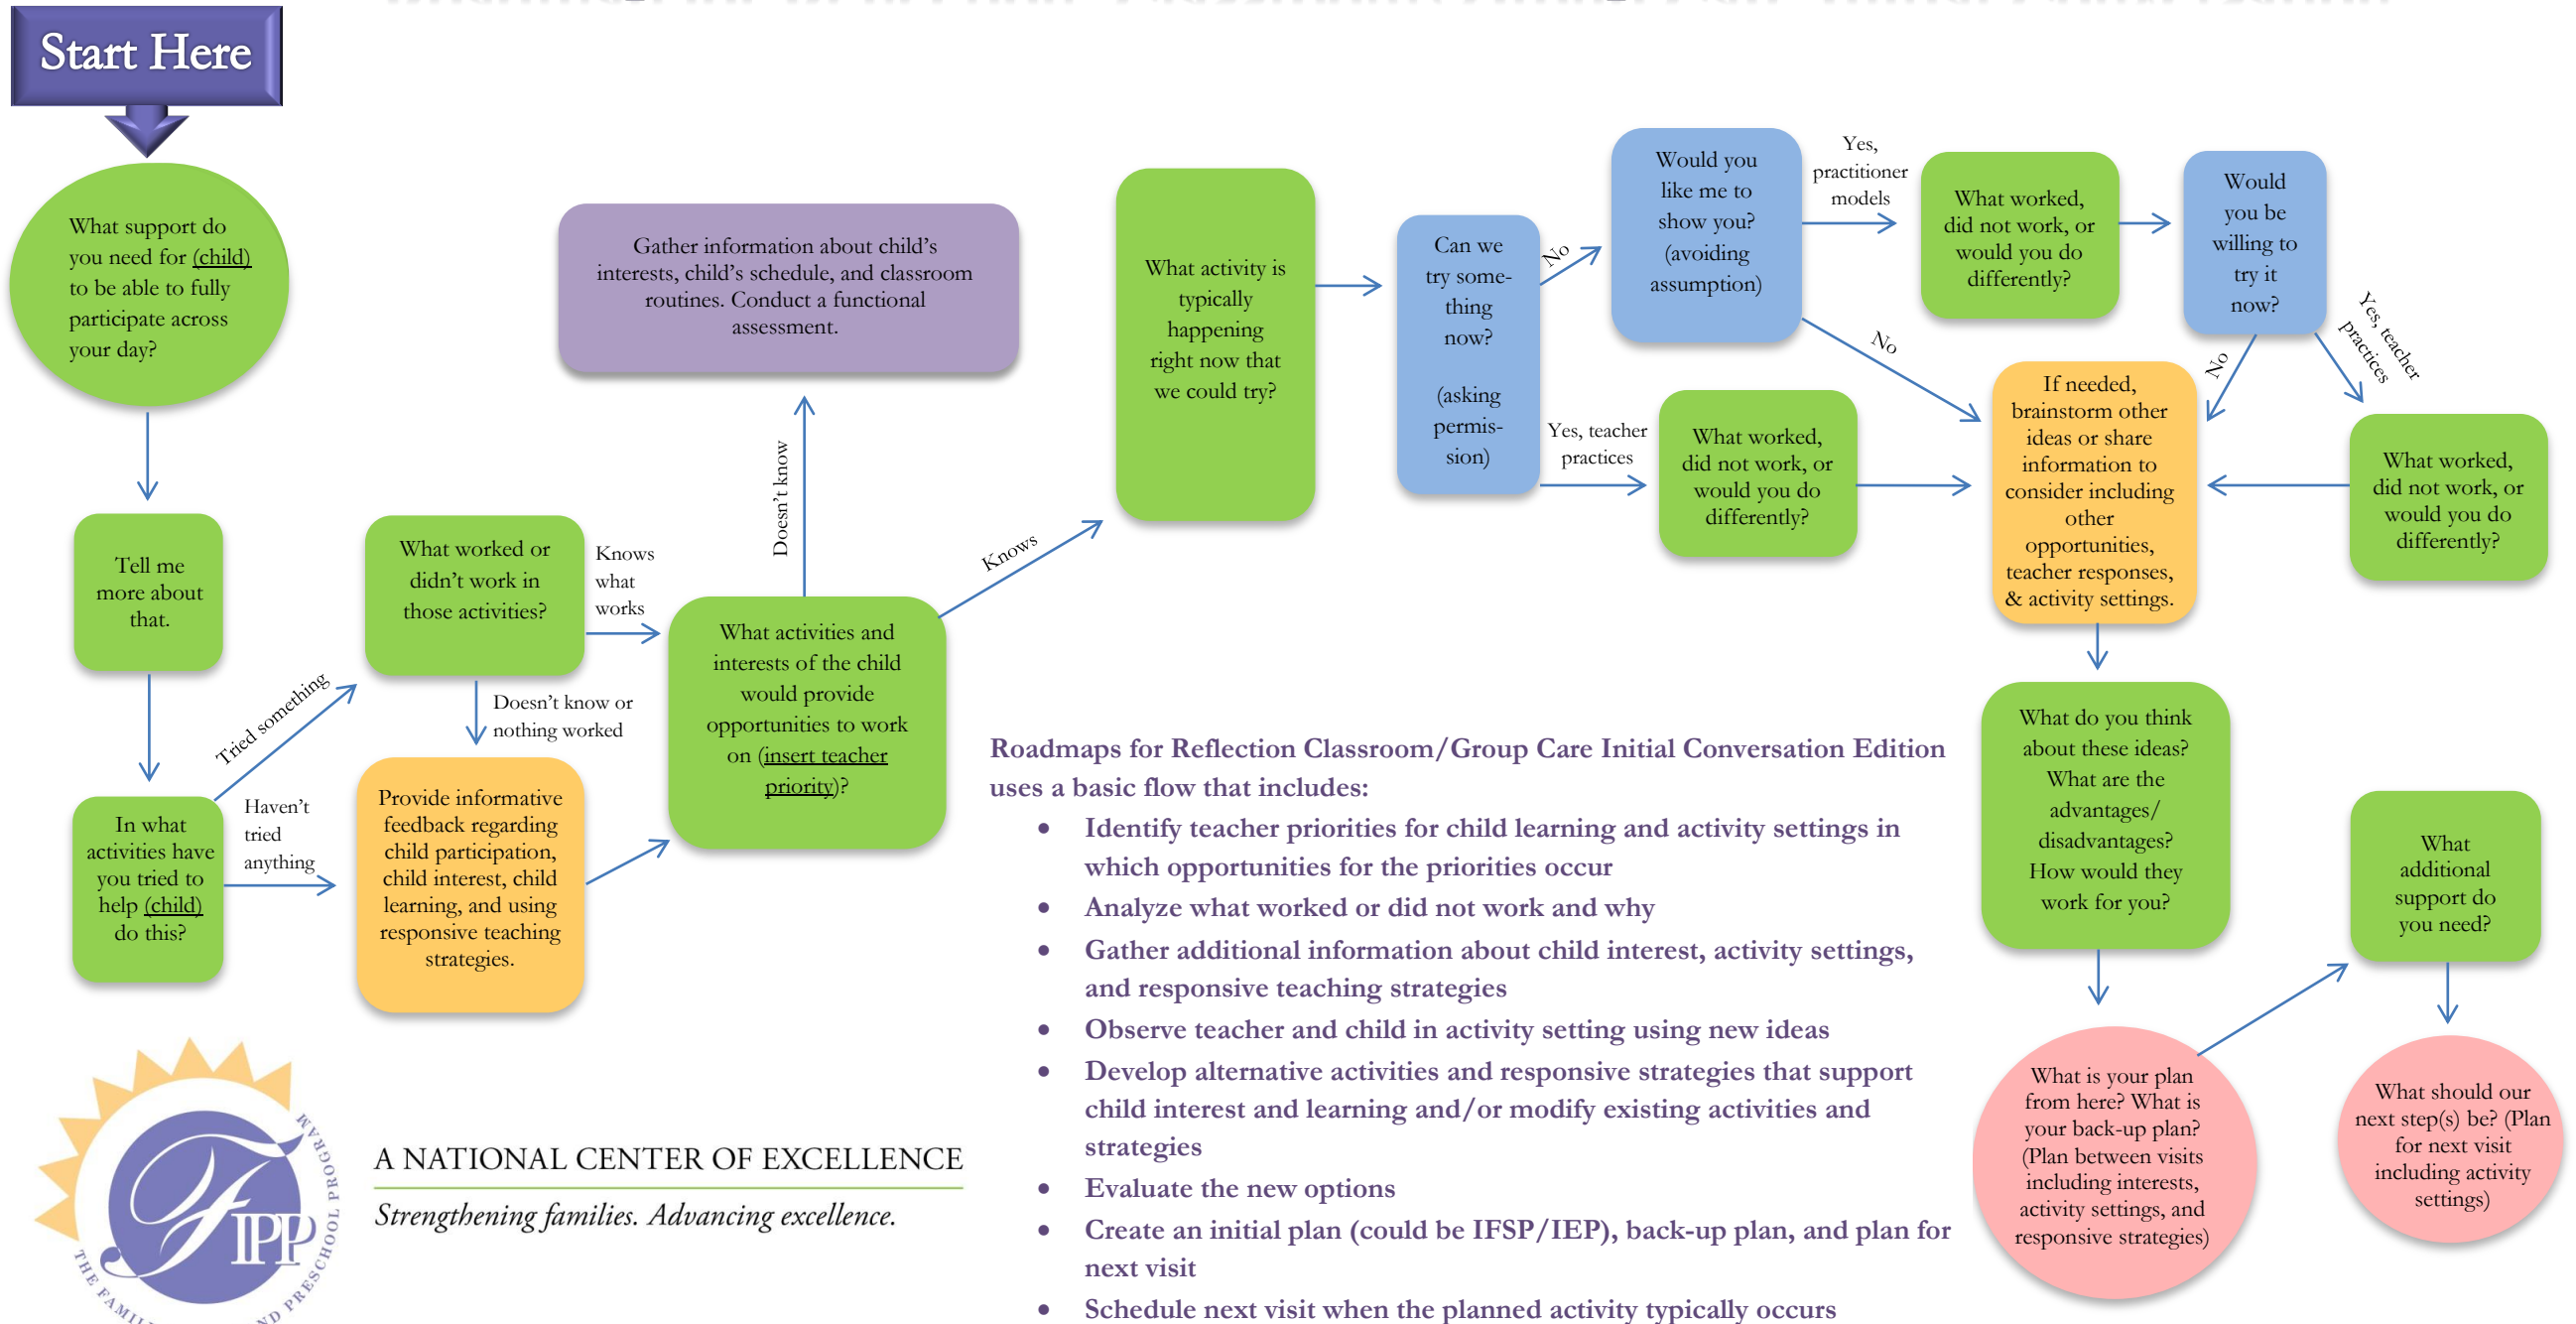 Start Here
What support do
you need for (child)
to be able to fully
participate across
your day?
Tell me
more about
that.
In what
activities have
you tried to
help (child)
do this?
Tried something
Haven't
tried
anything
What worked or
didn't work in
those activities?
Knows
what
works
Doesn't know or
nothing worked
Provide informative
feedback regarding
child participation,
child interest, child
learning, and using
responsive teaching
strategies.
What activities and
interests of the child
would provide
opportunities to work
on (insert teacher
priority)?
Doesn't know
Gather information about child's
interests, child's schedule, and classroom
routines. Conduct a functional
assessment.
Knows
What activity is
typically
happening
right now that
we could try?
Can we
try some-
thing
now?
(asking
permis-
sion)
No
Would you
like me to
show you?
(avoiding
assumption)
Yes,
practitioner
models
What worked,
did not work, or
would you do
differently?
Would
you be
willing to
try it
now?
No
No
Yes, teacher
practices
Yes, teacher
practices
What worked,
did not work, or
would you do
differently?
If needed,
brainstorm other
ideas or share
information to
consider including
other
opportunities,
teacher responses,
& activity settings.
What worked,
did not work, or
would you do
differently?
What do you think
about these ideas?
What are the
advantages/
disadvantages?
How would they
work for you?
What is your plan
from here? What is
your back-up plan?
(Plan between visits
including interests,
activity settings, and
responsive strategies)
What
additional
support do
you need?
What should our
next step(s) be? (Plan
for next visit
including activity
settings)
Roadmaps for Reflection Classroom/Group Care Initial Conversation Edition
uses a basic flow that includes:
• Identify teacher priorities for child learning and activity settings in
which opportunities for the priorities occur
• Analyze what worked or did not work and why
• Gather additional information about child interest, activity settings,
and responsive teaching strategies
• Observe teacher and child in activity setting using new ideas
• Develop alternative activities and responsive strategies that support
child interest and learning and/or modify existing activities and
strategies
• Evaluate the new options
• Create an initial plan (could be IFSP/IEP), back-up plan, and plan for
next visit
• Schedule next visit when the planned activity typically occurs
FIPP
THE PRESCHOOL PROGRAM
A NATIONAL CENTER OF EXCELLENCE
Strengthening families. Advancing excellence.